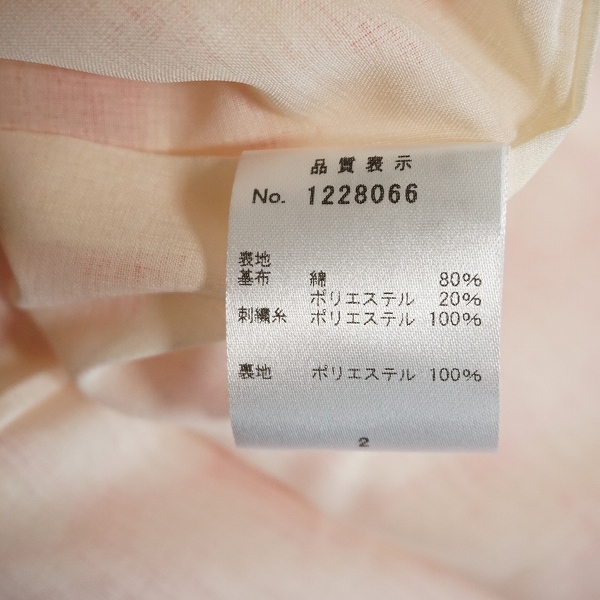 品質表示
No. 1228066
表地
基布 綿 80%
ポリエステル 20%
刺繍糸 ポリエステル 100%
裏地 ポリエステル 100%
2